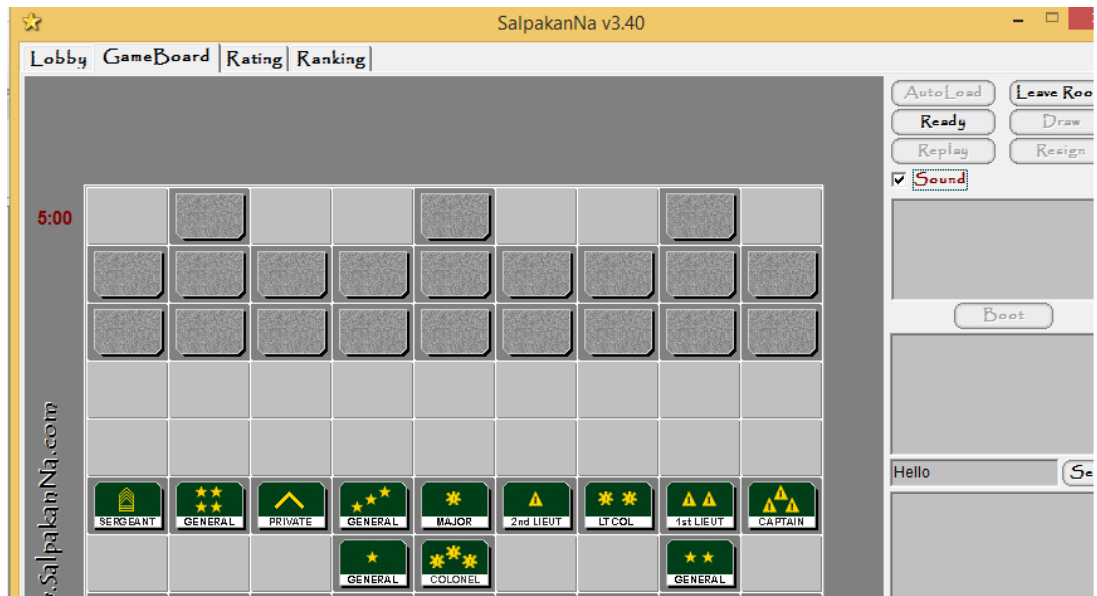 SalpakanNa v3.40
Lobby GameBoard Rating Ranking
AutoLoad Leave Roo
Ready Draw
Replay Resign
Sound
5:00
Boot
.SalpakanNa.com
Hello Se
SERGEANT GENERAL PRIVATE GENERAL MAJOR 2nd LIEUT LT COL 1st LIEUT CAPTAIN
GENERAL COLONEL GENERAL